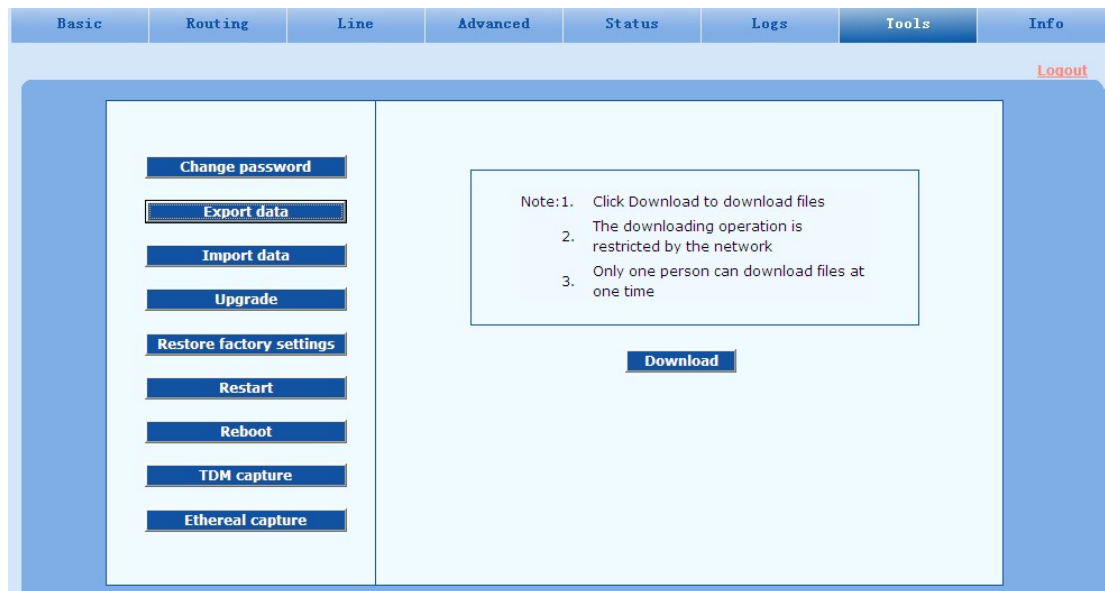 Basic Routing Line Advanced Status Logs Tools Info
Logout
Change password
Export data
Import data
Upgrade
Restore factory settings
Restart
Reboot
TDM capture
Ethereal capture
Note:1. Click Download to download files
2. The downloading operation is
restricted by the network
3. Only one person can download files at
one time
Download